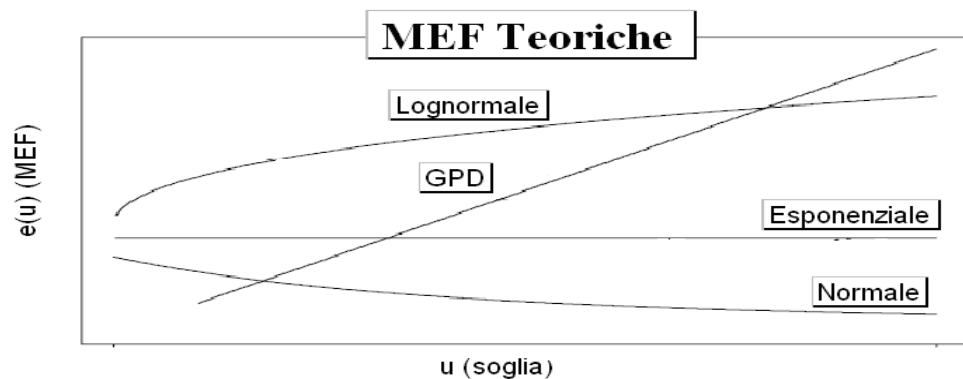 MEF Teoriche
Lognormale
GPD
Esponenziale
Normale
e(u) (MEF)
u (soglia)